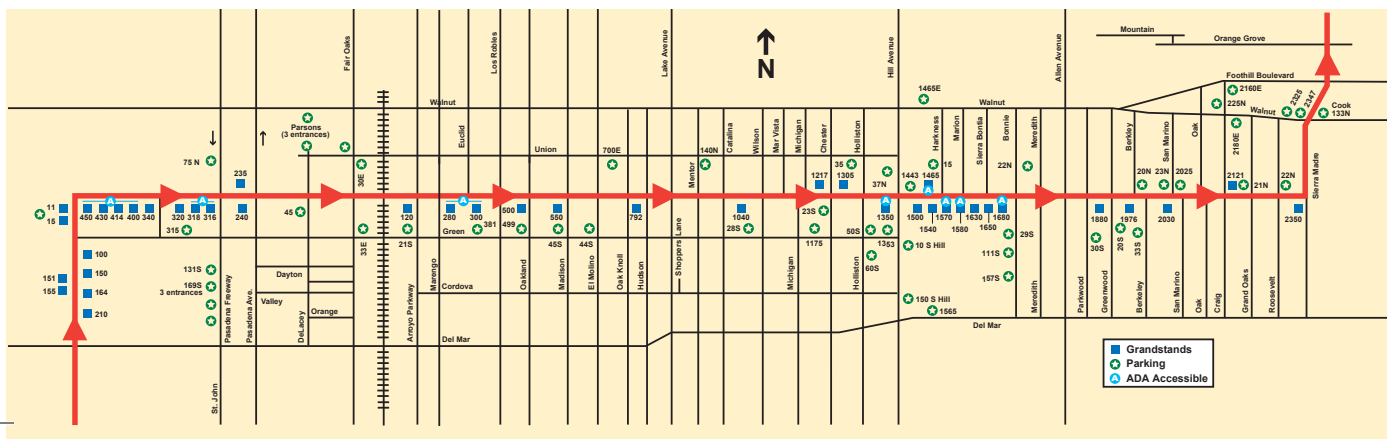 Mountain
Orange Grove
Foothill Boulevard
Fair Oaks
Los Robles
Lake Avenue
N
Hill Avenue
Allen Avenue
1465E
2160E
225N
Walnut
2325
2347
Cook
133N
Walnut
Walnut
Parsons
(3 entrances)
Euclid
Union
700E
140N
Mentor
Catalina
Wilson
Mar Vista
Michigan
Chester
Holliston
Harkness
Marion
Sierra Bontia
Bonnie
Meredith
Berkley
San Marino
Oak
2180E
75 N
30E
35
37N
15
22N
20N
23N
2025
21N
22N
235
1217
1305
1443
1465
2121
Sierra Madre
11
15
450
430
414
400
340
320
318
316
240
45
120
280
300
500
550
792
1040
23S
1350
1500
1570
1630
1680
1880
1976
2030
2350
315
33E
21S
Green
381
499
45S
44S
28S
1175
50S
1353
1540
1580
1650
29S
30S
20S
33S
100
151
150
155
164
210
131S
169S
3 entrances
Dayton
Valley
Orange
DeLacey
Pasadena Freeway
Pasadena Ave.
St. John
Arroyo Parkway
Marengo
Cordova
Oakland
Madison
El Molino
Oak Knoll
Hudson
Shoppers Lane
Michigan
Holliston
60S
10 S Hill
111S
157S
150 S Hill
1565
Meredith
Parkwood
Greenwood
Berkeley
San Marino
Oak
Craig
Grand Oaks
Roosevelt
Del Mar
Del Mar
Grandstands
Parking
A ADA Accessible